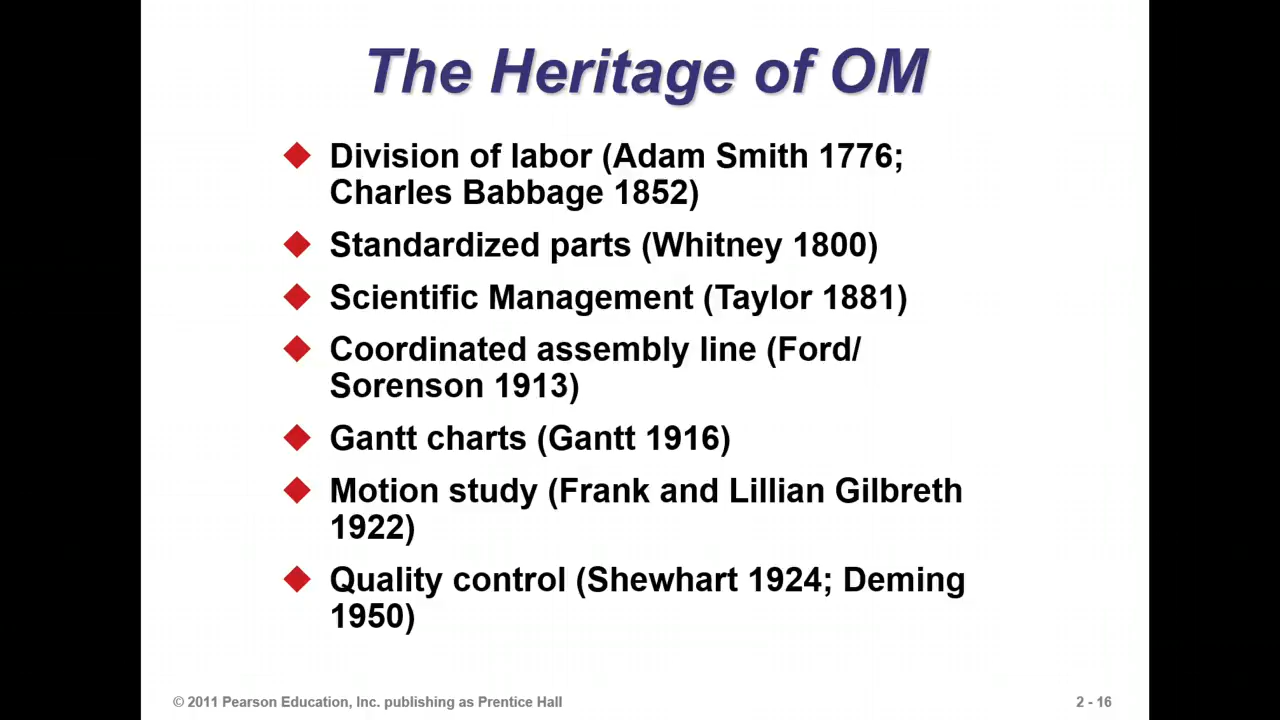 The Heritage of OM
Division of labor (Adam Smith 1776;
Charles Babbage 1852)
Standardized parts (Whitney 1800)
Scientific Management (Taylor 1881)
Coordinated assembly line (Ford/
Sorenson 1913)
Gantt charts (Gantt 1916)
Motion study (Frank and Lillian Gilbreth
1922)
Quality control (Shewhart 1924; Deming
1950)
© 2011 Pearson Education, Inc. publishing as Prentice Hall
2 - 16